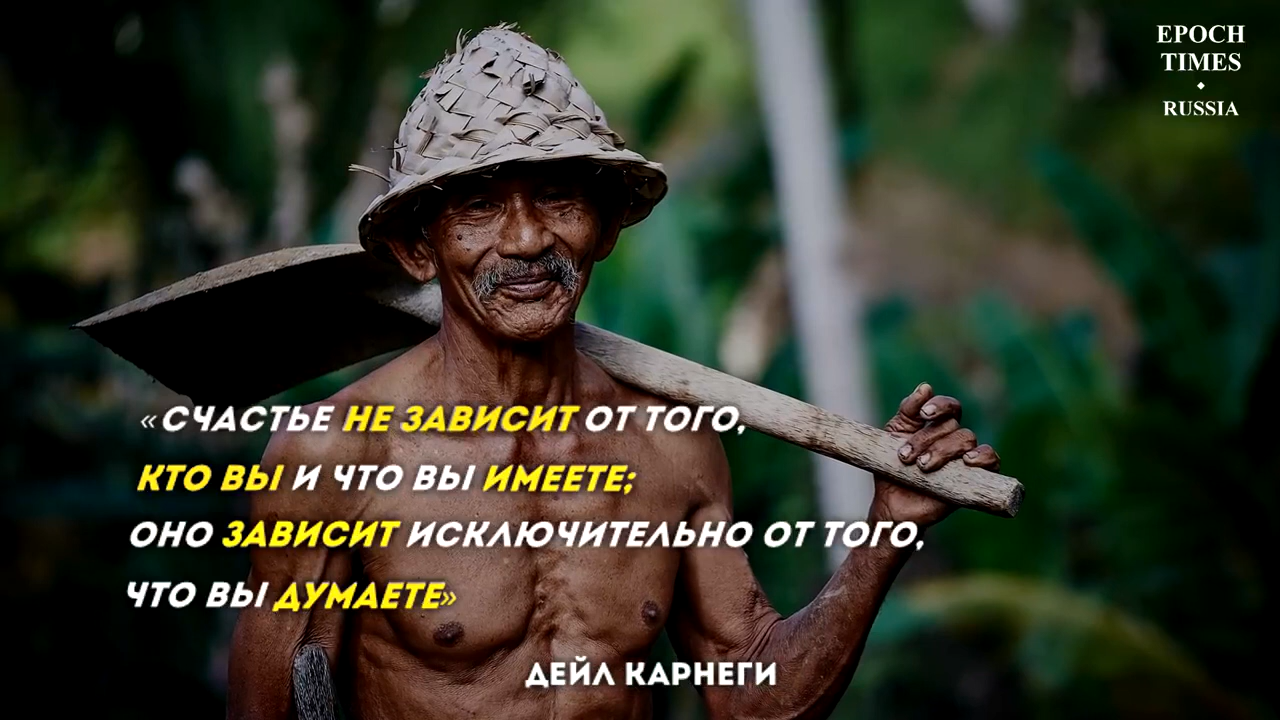 EPOCH
TIMES
RUSSIA
«СЧАСТЬЕ НЕ ЗАВИСИТ ОТ ТОГО,
КТО ВЫ И ЧТО ВЫ ИМЕЕТЕ;
ОНО ЗАВИСИТ ИСКЛЮЧИТЕЛЬНО ОТ ТОГО,
ЧТО ВЫ ДУМАЕТЕ»
ДЕЙЛ КАРНЕГИ